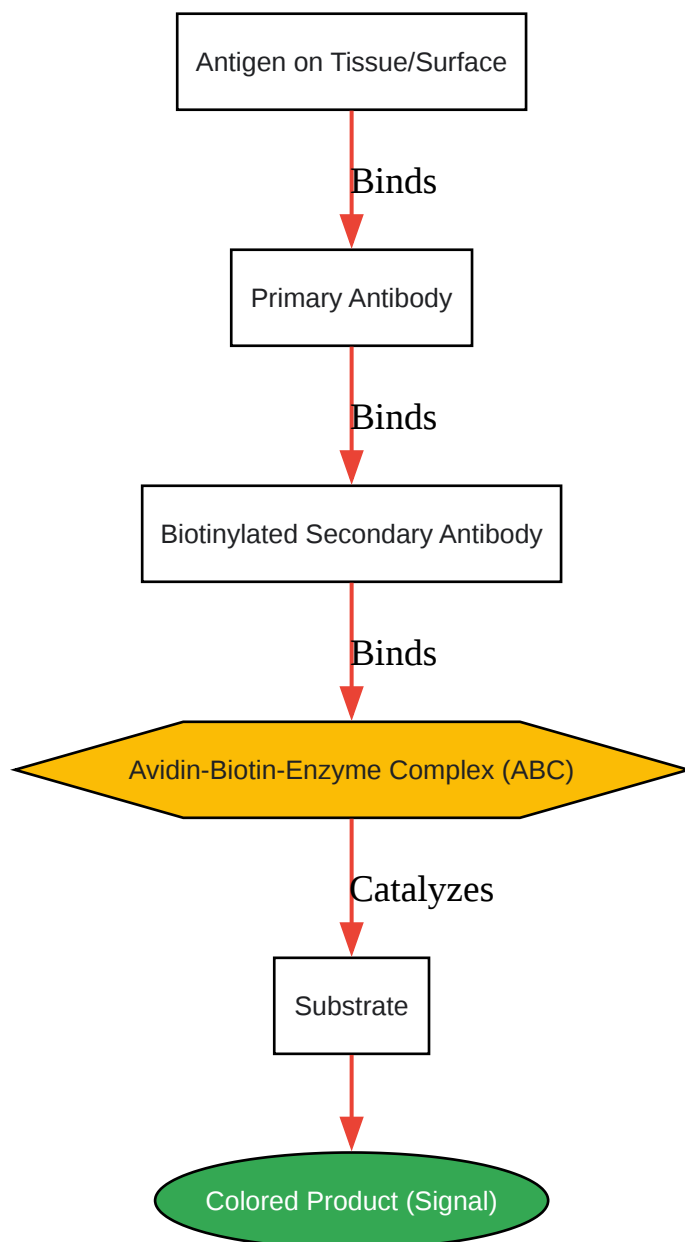 Antigen on Tissue/Surface
Binds
Primary Antibody
Binds
Biotinylated Secondary Antibody
Binds
Avidin-Biotin-Enzyme Complex (ABC)
Catalyzes
Substrate
Colored Product (Signal)